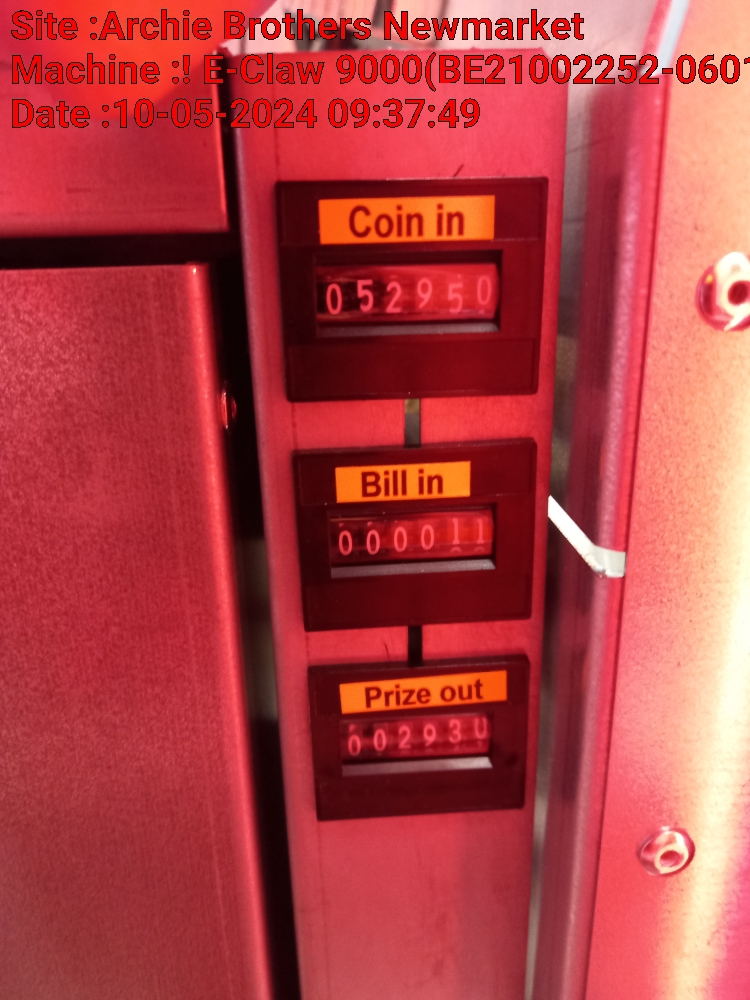 Site :Archie Brothers Newmarket
Machine :! E-Claw 9000(BE21002252-0601
Date :10-05-2024 09:37:49
Coin in
052950
Bill in
000011
Prize out
002930